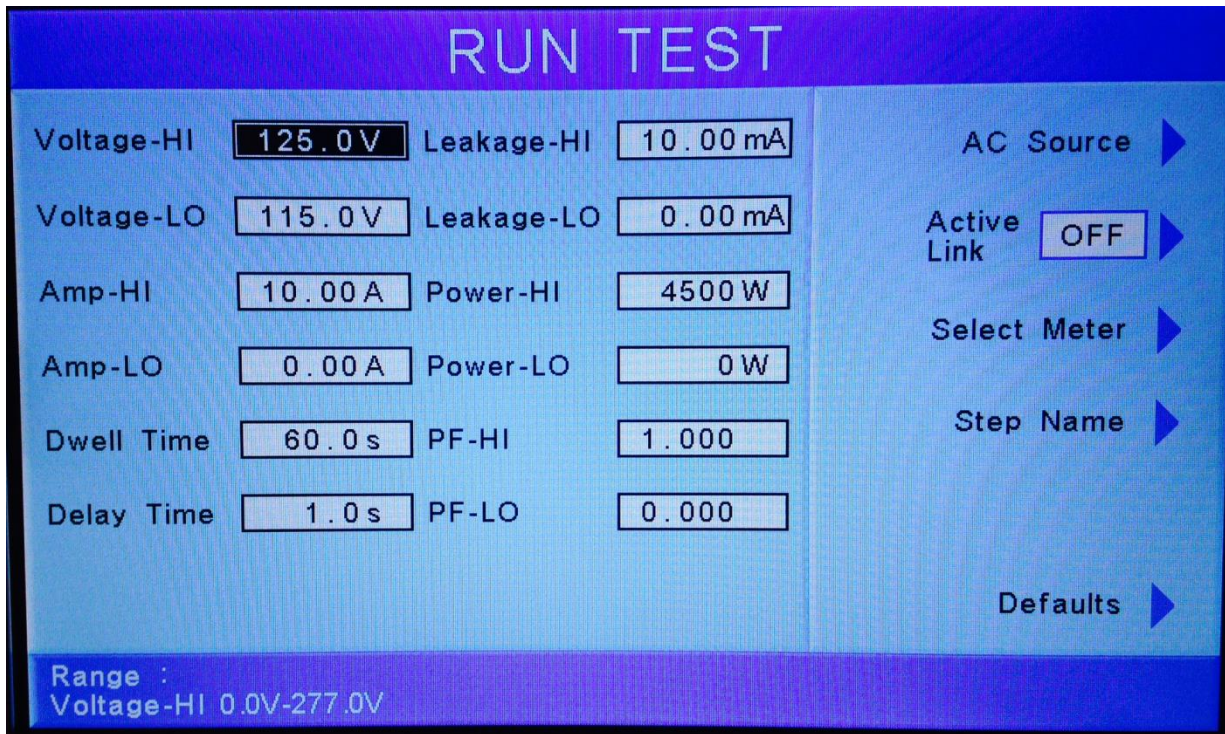 RUN TEST
Voltage-HI 125.0V Leakage-HI 10.00mA
Voltage-LO 115.0V Leakage-LO 0.00mA
Amp-HI 10.00A Power-HI 4500W
Amp-LO 0.00A Power-LO 0W
Dwell Time 60.0s PF-HI 1.000
Delay Time 1.0s PF-LO 0.000
AC Source
Active
Link OFF
Select Meter
Step Name
Defaults
Range :
Voltage-HI 0.0V-277.0V